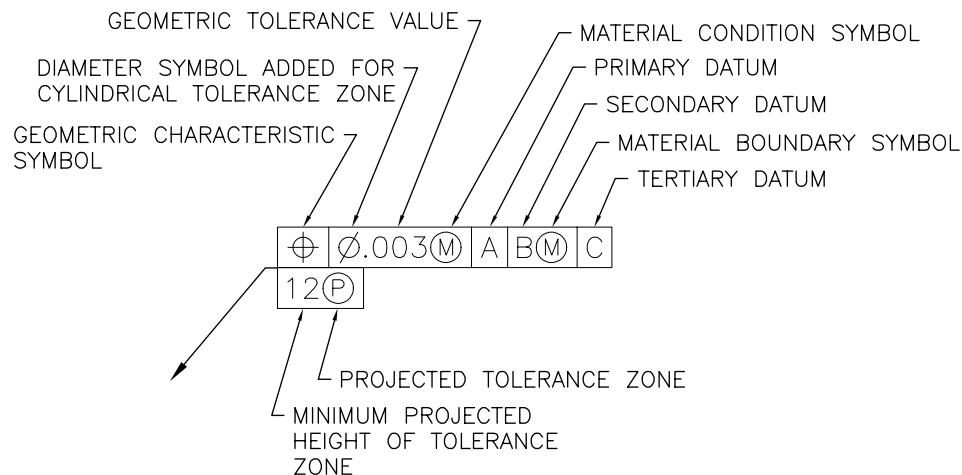 GEOMETRIC TOLERANCE VALUE
MATERIAL CONDITION SYMBOL
DIAMETER SYMBOL ADDED FOR
CYLINDRICAL TOLERANCE ZONE
PRIMARY DATUM
SECONDARY DATUM
GEOMETRIC CHARACTERISTIC
SYMBOL
MATERIAL BOUNDARY SYMBOL
TERTIARY DATUM
⌖ Ø.003Ⓜ A BⓂ C
12Ⓟ
PROJECTED TOLERANCE ZONE
MINIMUM PROJECTED
HEIGHT OF TOLERANCE
ZONE